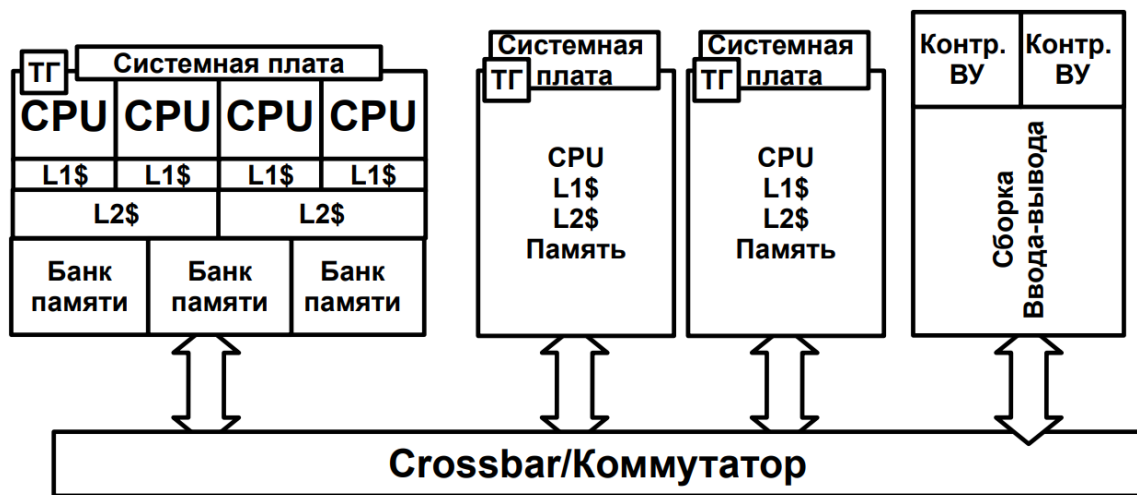 ТГ
Системная плата
CPU CPU CPU CPU
L1$ L1$ L1$ L1$
L2$ L2$
Банк памяти
Банк памяти
Банк памяти
Системная
плата
ТГ
CPU
L1$
L2$
Память
Системная
плата
ТГ
CPU
L1$
L2$
Память
Контр.
ВУ
Контр.
ВУ
Сборка
Ввода-вывода
Crossbar/Коммутатор